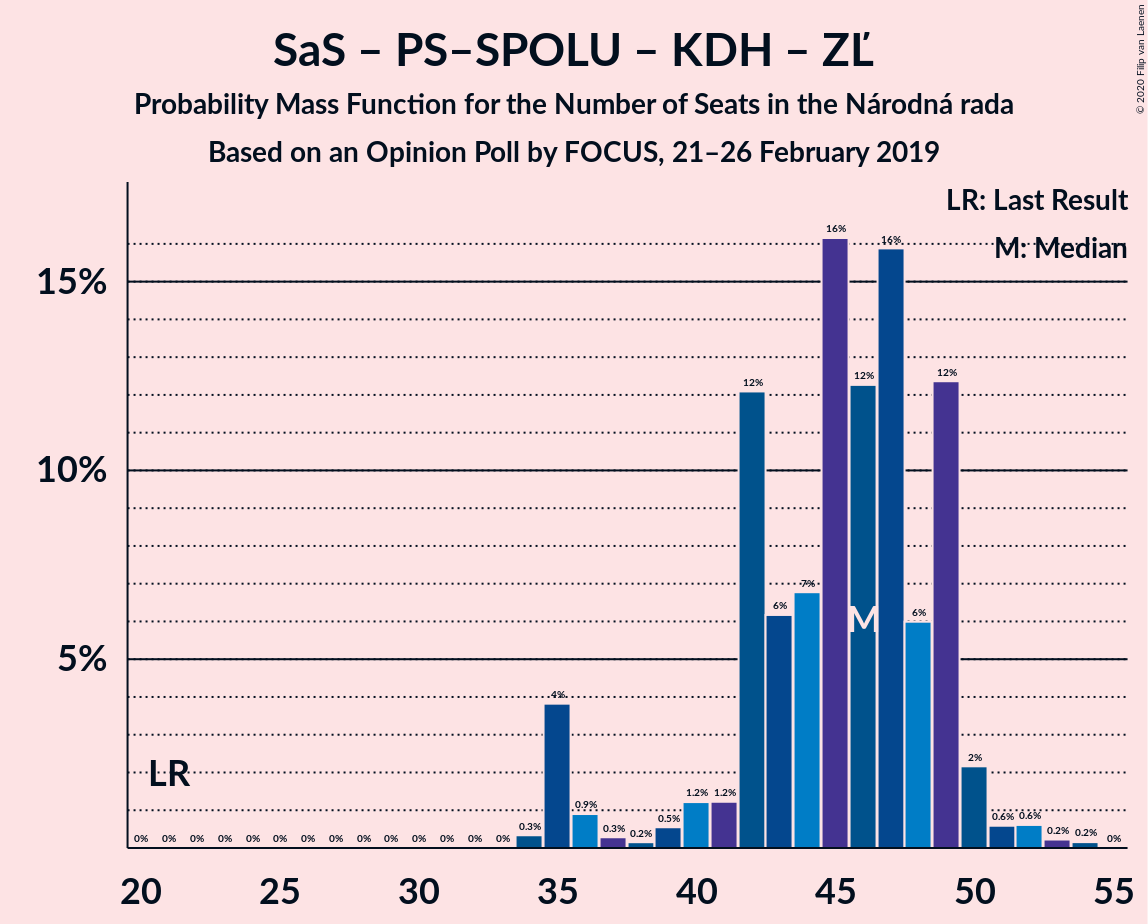 SaS – PS–SPOLU – KDH – ZĽ
Probability Mass Function for the Number of Seats in the Národná rada
Based on an Opinion Poll by FOCUS, 21–26 February 2019
© 2020 Filip van Laenen
LR: Last Result
M: Median
15%
10%
5%
LR
M
0% 0% 0% 0% 0% 0% 0% 0% 0% 0% 0% 0% 0% 0% 0.3% 4% 0.9% 0.3% 0.2% 0.5% 1.2% 1.2% 12% 6% 7% 16% 12% 16% 6% 12% 2% 0.6% 0.6% 0.2% 0.2% 0%
20 25 30 35 40 45 50 55